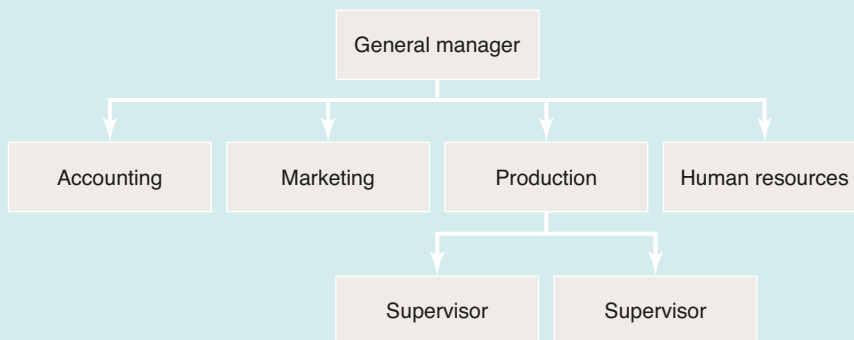 General manager
Accounting
Marketing
Production
Human resources
Supervisor
Supervisor